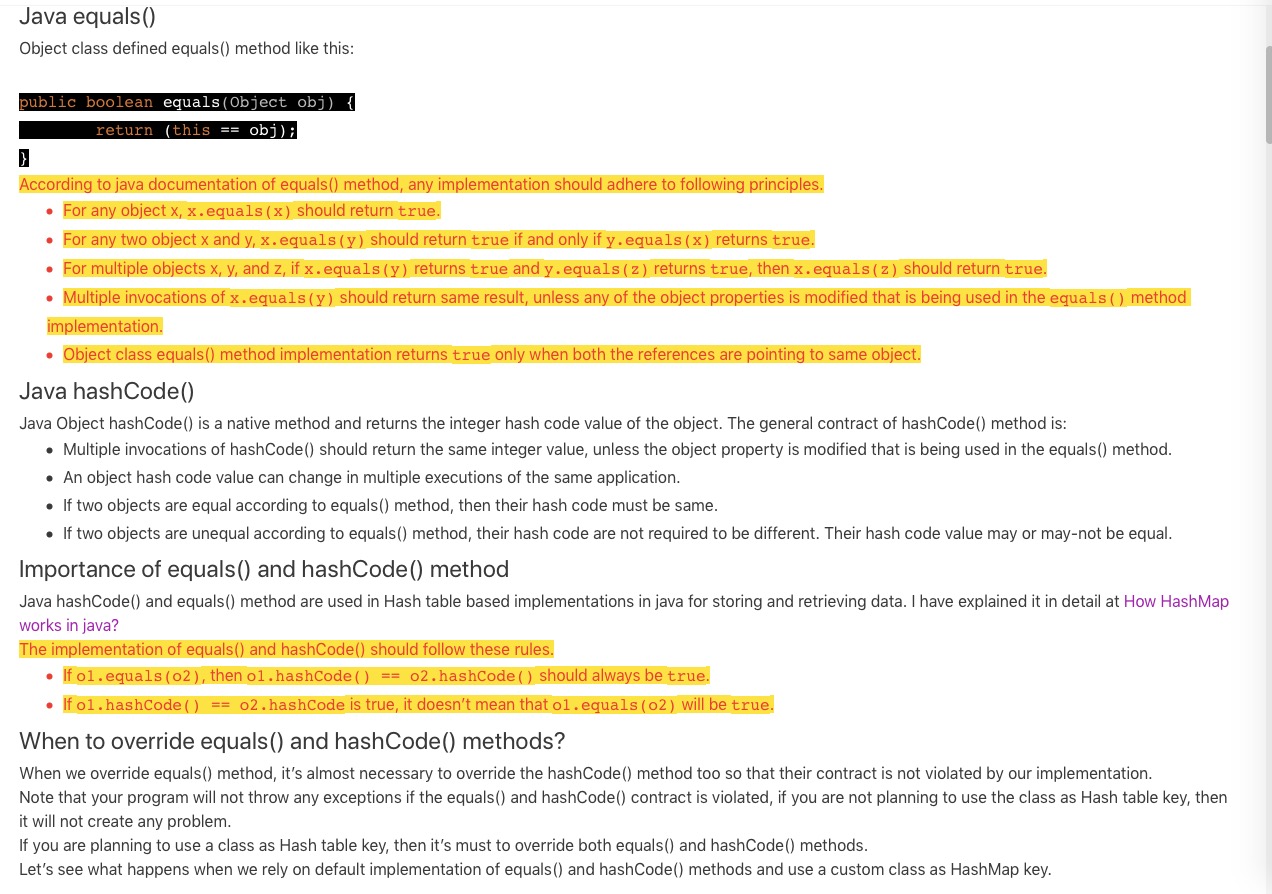 Java equals()
Object class defined equals() method like this:
public boolean equals(Object obj) {
        return (this == obj);
}
According to java documentation of equals() method, any implementation should adhere to following principles.
• For any object x, x.equals(x) should return true.
• For any two object x and y, x.equals(y) should return true if and only if y.equals(x) returns true.
• For multiple objects x, y, and z, if x.equals(y) returns true and y.equals(z) returns true, then x.equals(z) should return true.
• Multiple invocations of x.equals(y) should return same result, unless any of the object properties is modified that is being used in the equals() method
implementation.
• Object class equals() method implementation returns true only when both the references are pointing to same object.
Java hashCode()
Java Object hashCode() is a native method and returns the integer hash code value of the object. The general contract of hashCode() method is:
• Multiple invocations of hashCode() should return the same integer value, unless the object property is modified that is being used in the equals() method.
• An object hash code value can change in multiple executions of the same application.
• If two objects are equal according to equals() method, then their hash code must be same.
• If two objects are unequal according to equals() method, their hash code are not required to be different. Their hash code value may or may-not be equal.
Importance of equals() and hashCode() method
Java hashCode() and equals() method are used in Hash table based implementations in java for storing and retrieving data. I have explained it in detail at How HashMap
works in java?
The implementation of equals() and hashCode() should follow these rules.
• If o1.equals(o2), then o1.hashCode() == o2.hashCode() should always be true.
• If o1.hashCode() == o2.hashCode is true, it doesn’t mean that o1.equals(o2) will be true.
When to override equals() and hashCode() methods?
When we override equals() method, it’s almost necessary to override the hashCode() method too so that their contract is not violated by our implementation.
Note that your program will not throw any exceptions if the equals() and hashCode() contract is violated, if you are not planning to use the class as Hash table key, then
it will not create any problem.
If you are planning to use a class as Hash table key, then it’s must to override both equals() and hashCode() methods.
Let’s see what happens when we rely on default implementation of equals() and hashCode() methods and use a custom class as HashMap key.